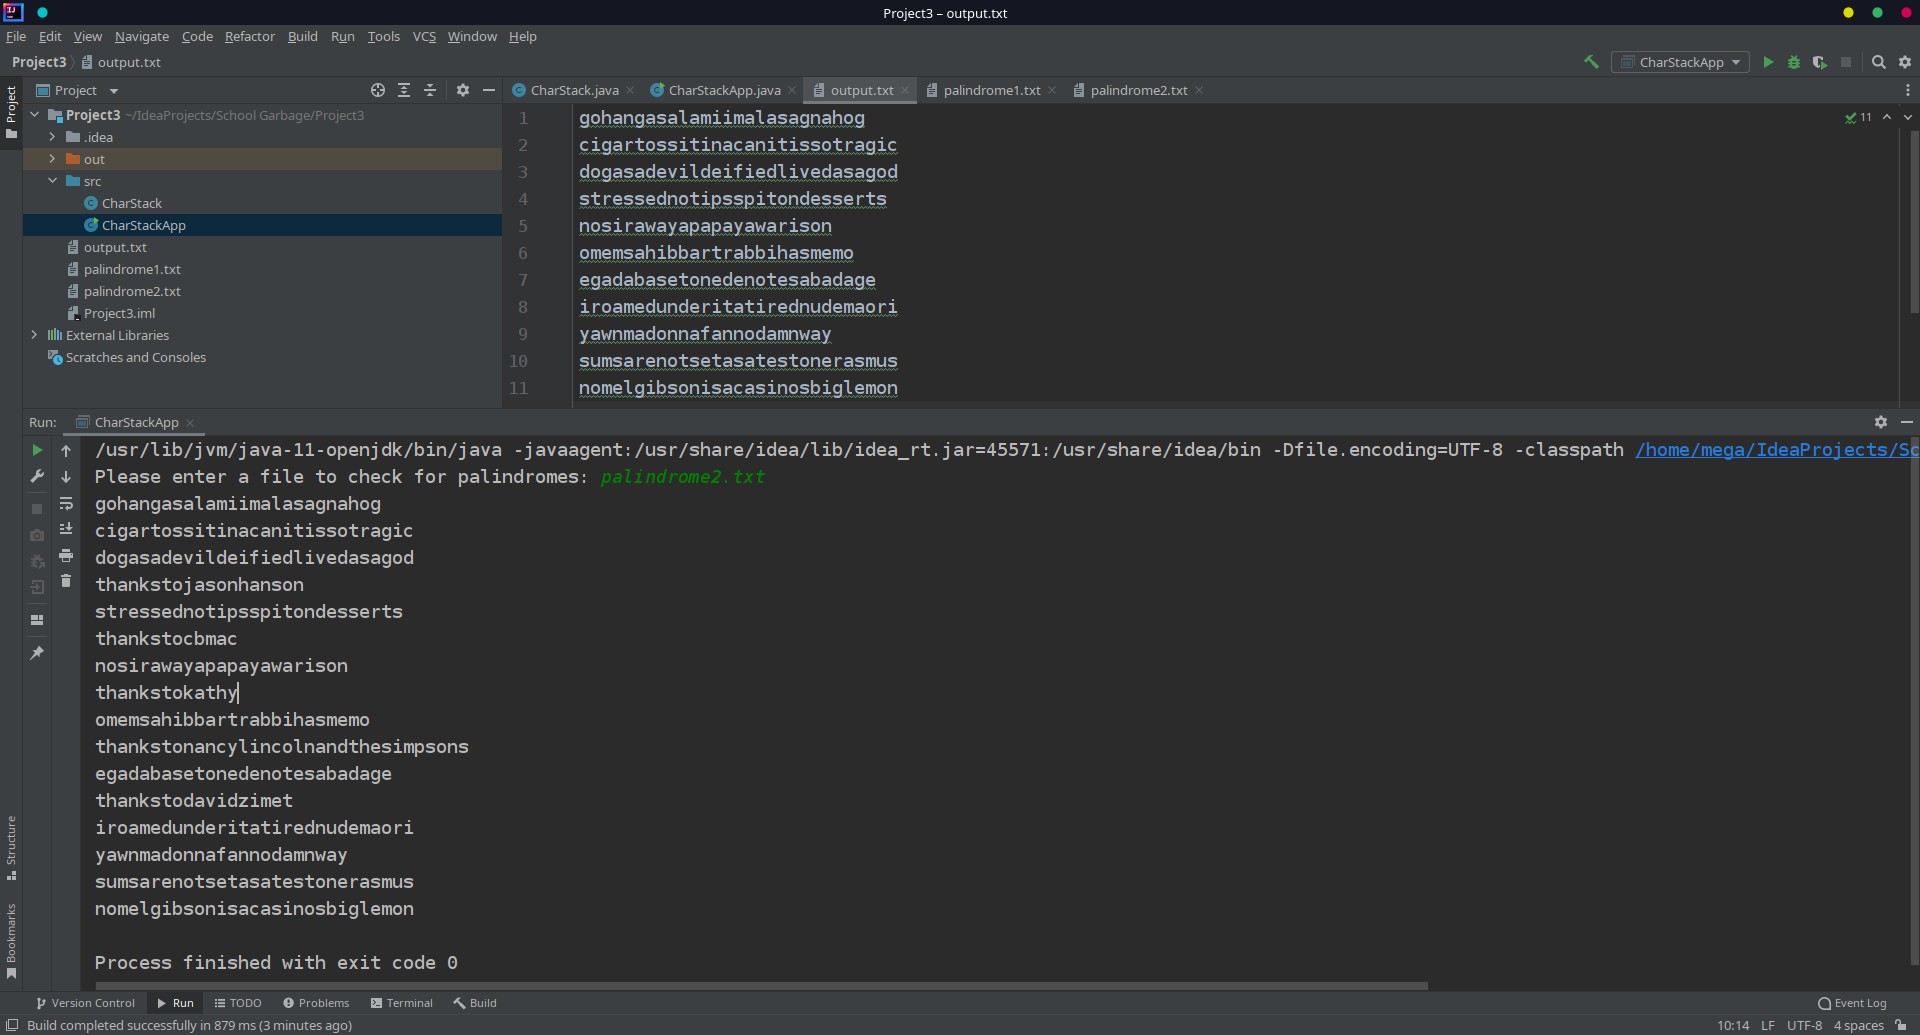 Project3 – output.txt
File Edit View Navigate Code Refactor Build Run Tools VCS Window Help
Project3 output.txt CharStackApp
Project
Project CharStack.java CharStackApp.java output.txt palindrome1.txt palindrome2.txt
Project3 ~/IdeaProjects/School Garbage/Project3
.idea
out
src
CharStack
CharStackApp
output.txt
palindrome1.txt
palindrome2.txt
Project3.iml
External Libraries
Scratches and Consoles
1 gohangasalamiimalasagnahog
11
2 cigartossitinacanitissotragic
3 dogasadevildeifiedlivedasagod
4 stressednotipsspitondesserts
5 nosirawayapapayawarison
6 omemsahibbartrabbihasmemo
7 egadabasetonedenotesabadage
8 iroamedunderitatirednudemaori
9 yawnmadonnafannodamnway
10 sumsarenotsetasatestonerasmus
11 nomelgibsonisacasinosbiglemon
Run: CharStackApp
/usr/lib/jvm/java-11-openjdk/bin/java -javaagent:/usr/share/idea/lib/idea_rt.jar=45571:/usr/share/idea/bin -Dfile.encoding=UTF-8 -classpath /home/mega/IdeaProjects/Sc
Please enter a file to check for palindromes: palindrome2.txt
gohangasalamiimalasagnahog
cigartossitinacanitissotragic
dogasadevildeifiedlivedasagod
thankstojasonhanson
stressednotipsspitondesserts
thankstocbmac
nosirawayapapayawarison
thankstokathy
omemsahibbartrabbihasmemo
thankstonancylincolnandthesimpsons
egadabasetonedenotesabadage
thankstodavidzimet
iroamedunderitatirednudemaori
yawnmadonnafannodamnway
sumsarenotsetasatestonerasmus
nomelgibsonisacasinosbiglemon
Process finished with exit code 0
Structure
Bookmarks
Version Control Run TODO Problems Terminal Build Event Log
Build completed successfully in 879 ms (3 minutes ago) 10:14 LF UTF-8 4 spaces